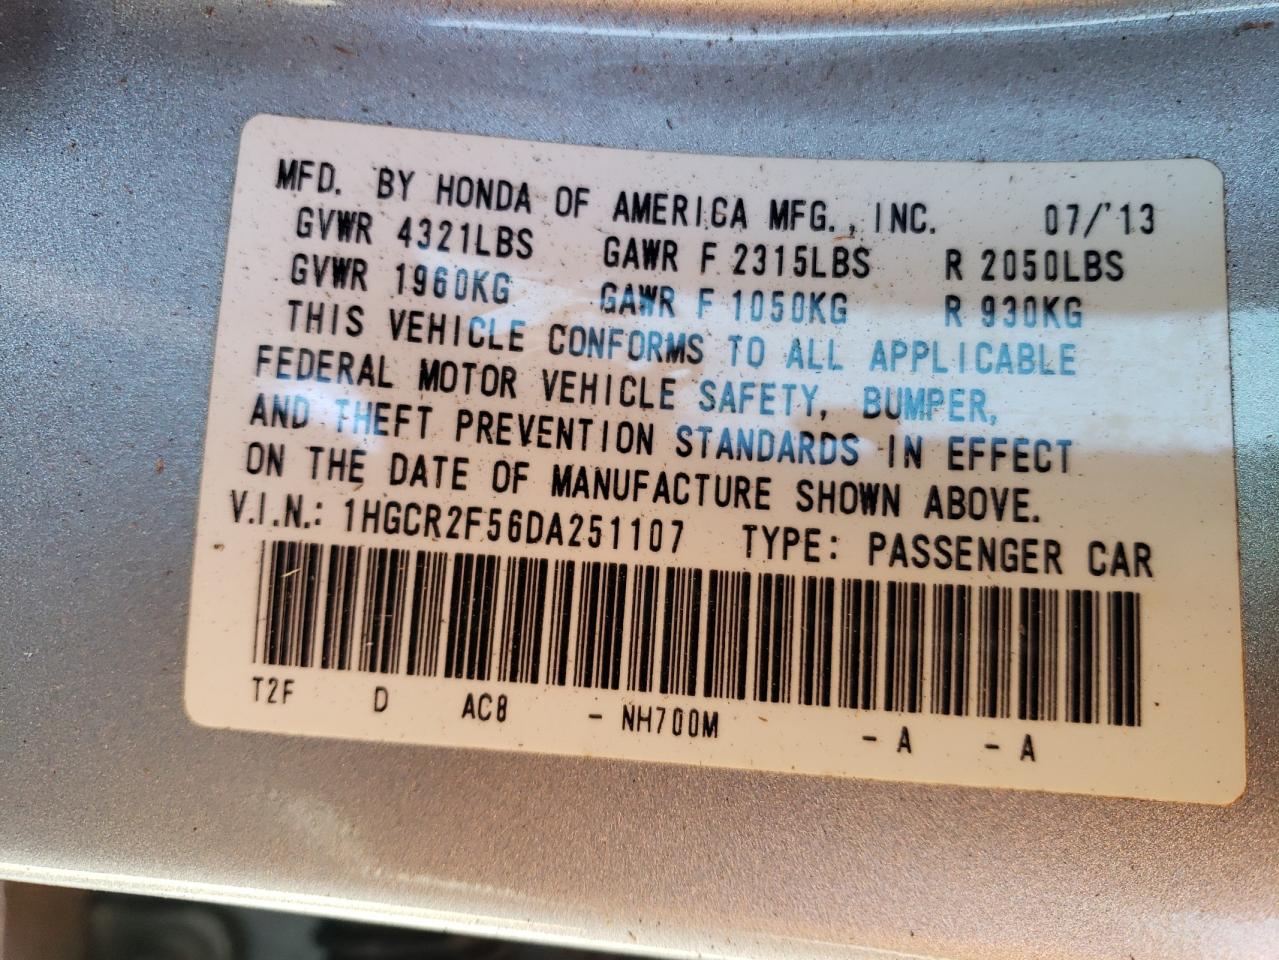 MFD. BY HONDA OF AMERICA MFG., INC. 07/'13
GVWR 4321LBS GAWR F 2315LBS R 2050LBS
GVWR 1960KG GAWR F 1050KG R 930KG
THIS VEHICLE CONFORMS TO ALL APPLICABLE
FEDERAL MOTOR VEHICLE SAFETY, BUMPER,
AND THEFT PREVENTION STANDARDS IN EFFECT
ON THE DATE OF MANUFACTURE SHOWN ABOVE.
V.I.N.: 1HGCR2F56DA251107 TYPE: PASSENGER CAR
T2F D AC8 - NH700M - A - A